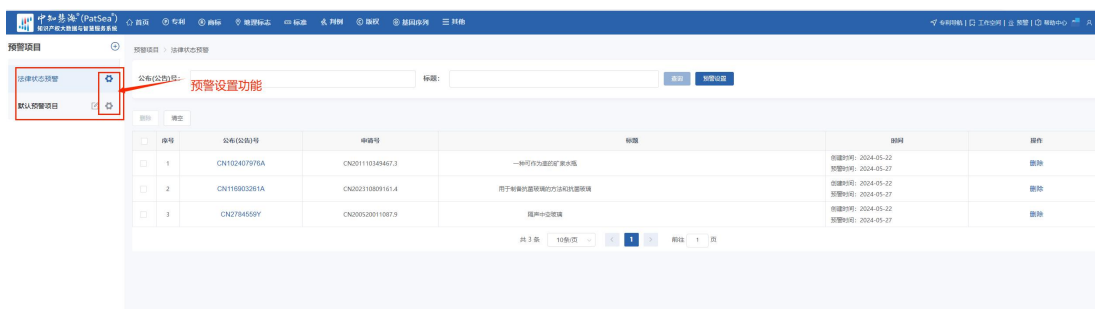 中知慧海®(PatSea®)
知识产权大数据与智慧服务系统
首页 专利 商标 地理标志 标准 判例 版权 基因序列 其他
专利导航 | 工作空间 | 预警 | 帮助中心
预警项目
预警项目 > 法律状态预警
法律状态预警
默认预警项目
预警设置功能
公布(公告)号:
标题:
查询 预警设置
删除 清空
序号 公布(公告)号 申请号 标题 时间 操作
1 CN102407976A CN201110349467.3 一种可作为底的矿泉水瓶 创建时间: 2024-05-22 删除
预警时间: 2024-05-27
2 CN116903261A CN202310809161.4 用于制备抗菌玻璃的方法和抗菌玻璃 创建时间: 2024-05-22 删除
预警时间: 2024-05-27
3 CN2784559Y CN200520011087.9 隔声中空玻璃 创建时间: 2024-05-22 删除
预警时间: 2024-05-27
共 3 条 10条/页 < 1 > 前往 1 页